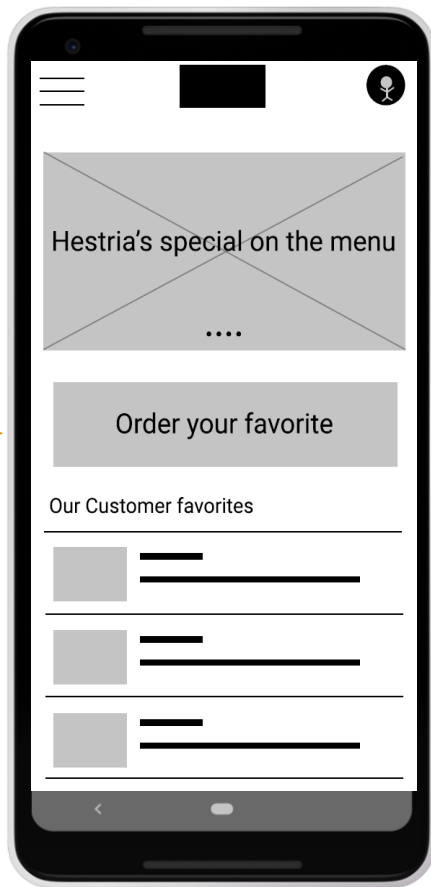 Hestria’s special on the menu
Order your favorite
Our Customer favorites